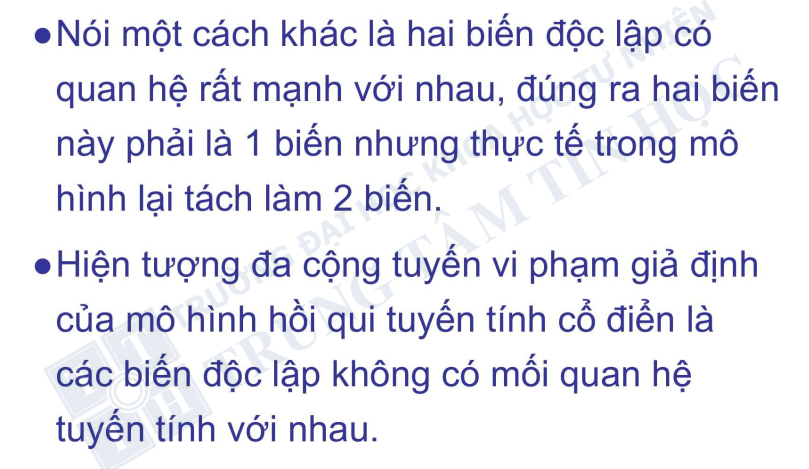 ●Nói một cách khác là hai biến độc lập có
quan hệ rất mạnh với nhau, đúng ra hai biến
này phải là 1 biến nhưng thực tế trong mô
hình lại tách làm 2 biến.
●Hiện tượng đa cộng tuyến vi phạm giả định
của mô hình hồi qui tuyến tính cổ điển là
các biến độc lập không có mối quan hệ
tuyến tính với nhau.
TRƯỜNG ĐẠI HỌC KHOA HỌC TỰ NHIÊN
TRUNG TÂM TIN HỌC